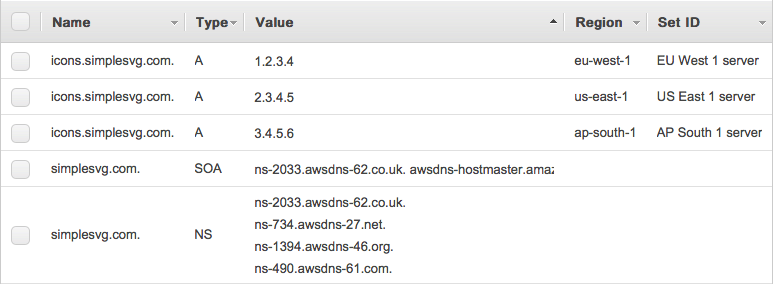 Name Type Value Region Set ID
icons.simplesvg.com. A 1.2.3.4 eu-west-1 EU West 1 server
icons.simplesvg.com. A 2.3.4.5 us-east-1 US East 1 server
icons.simplesvg.com. A 3.4.5.6 ap-south-1 AP South 1 server
simplesvg.com. SOA ns-2033.awsdns-62.co.uk. awsdns-hostmaster.amaz
ns-2033.awsdns-62.co.uk.
ns-734.awsdns-27.net.
simplesvg.com. NS
ns-1394.awsdns-46.org.
ns-490.awsdns-61.com.